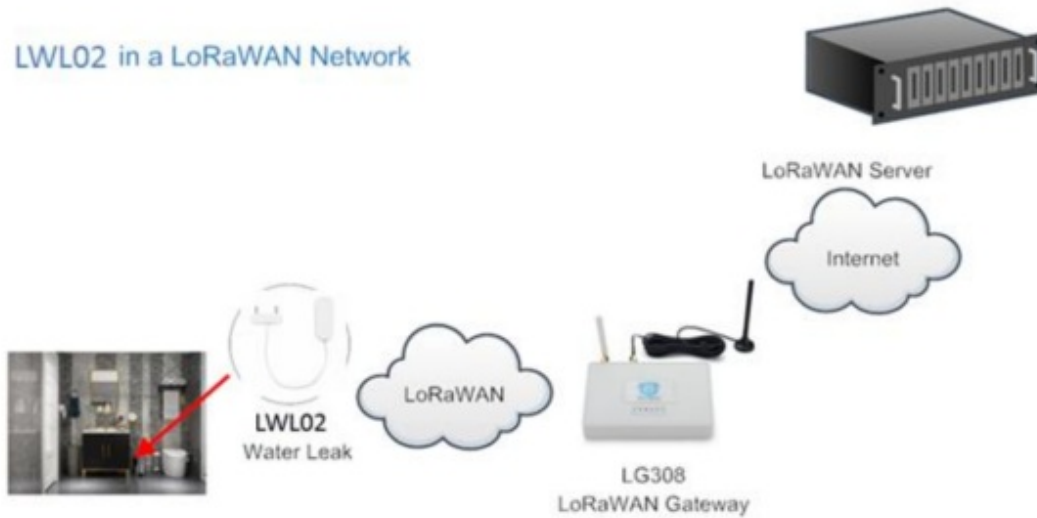 LWL02 in a LoRaWAN Network
LoRaWAN Server
Internet
LoRaWAN
LWL02
Water Leak
LG308
LoRaWAN Gateway